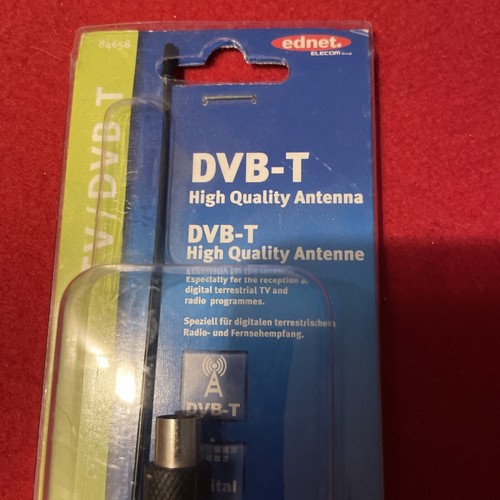 84658
ednet.
ELECOM Group
TV/DVB T
DVB-T
High Quality Antenna
DVB-T
High Quality Antenne
Especially for the reception
digital terrestrial TV and
radio programmes.
Speziell für digitalen terrestrischen
Radio- und Fernsehempfang.
DVB-T